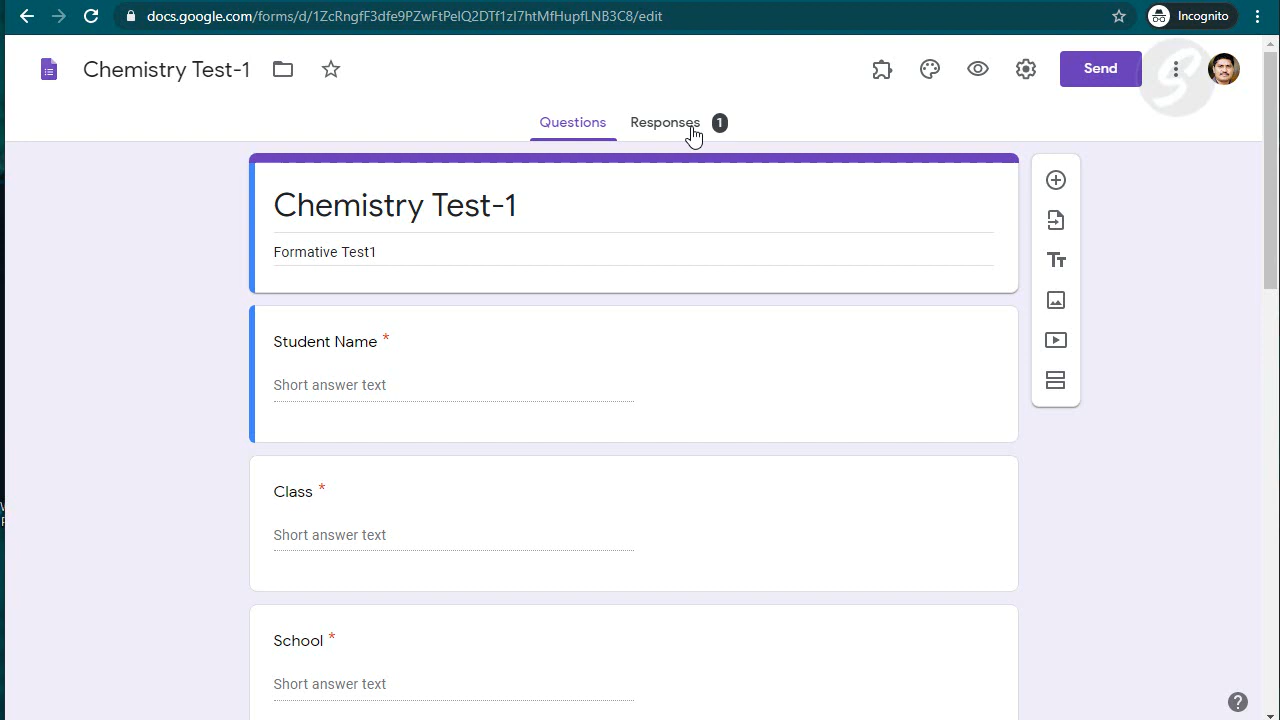 docs.google.com/forms/d/1ZcRngfF3dfe9PZwFtPelQ2DTf1zI7htMfHupfLNB3C8/edit
Incognito
Chemistry Test-1
Send
Questions
Responses
1
Chemistry Test-1
Formative Test1
Student Name *
Short answer text
Class *
Short answer text
School *
Short answer text